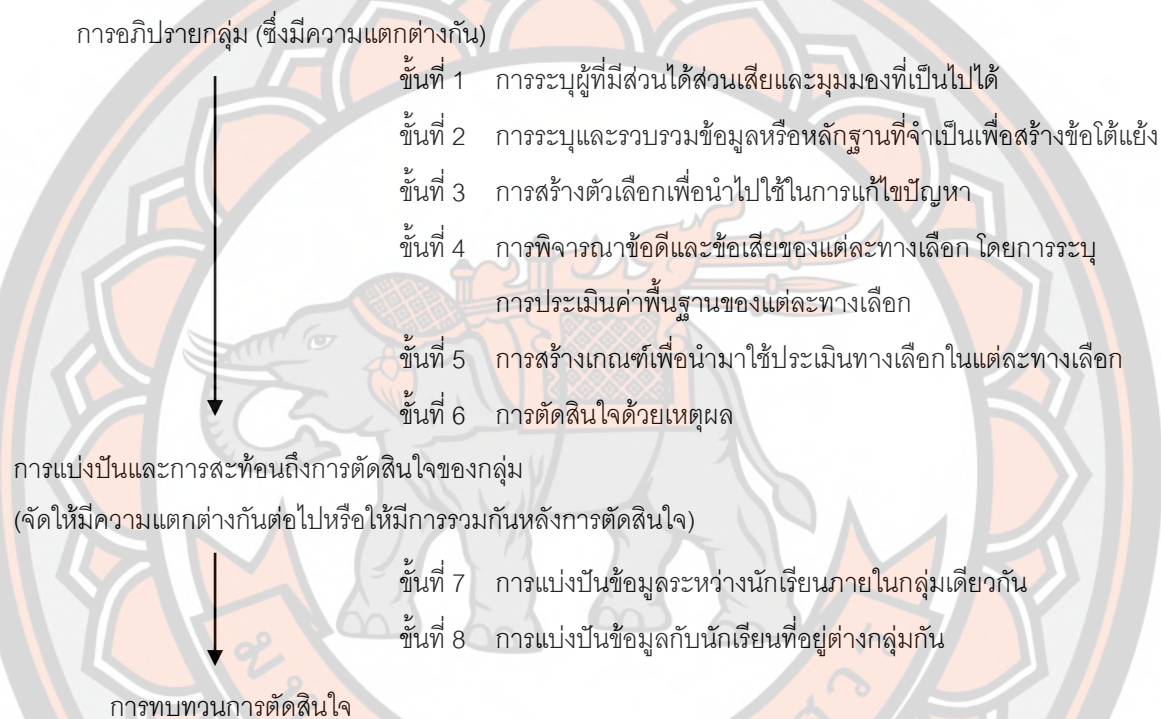 การอภิปรายกลุ่ม (ซึ่งมีความแตกต่างกัน)
ขั้นที่ 1 การระบุผู้ที่มีส่วนได้ส่วนเสียและมุมมองที่เป็นไปได้
ขั้นที่ 2 การระบุและรวบรวมข้อมูลหรือหลักฐานที่จำเป็นเพื่อสร้างข้อโต้แย้ง
ขั้นที่ 3 การสร้างตัวเลือกเพื่อนำไปใช้ในการแก้ไขปัญหา
ขั้นที่ 4 การพิจารณาข้อดีและข้อเสียของแต่ละทางเลือก โดยการระบุ
การประเมินค่าพื้นฐานของแต่ละทางเลือก
ขั้นที่ 5 การสร้างเกณฑ์เพื่อนำมาใช้ประเมินทางเลือกในแต่ละทางเลือก
ขั้นที่ 6 การตัดสินใจด้วยเหตุผล
การแบ่งปันและการสะท้อนถึงการตัดสินใจของกลุ่ม
(จัดให้มีความแตกต่างกันต่อไปหรือให้มีการรวมกันหลังการตัดสินใจ)
ขั้นที่ 7 การแบ่งปันข้อมูลระหว่างนักเรียนภายในกลุ่มเดียวกัน
ขั้นที่ 8 การแบ่งปันข้อมูลกับนักเรียนที่อยู่ต่างกลุ่มกัน
การทบทวนการตัดสินใจ